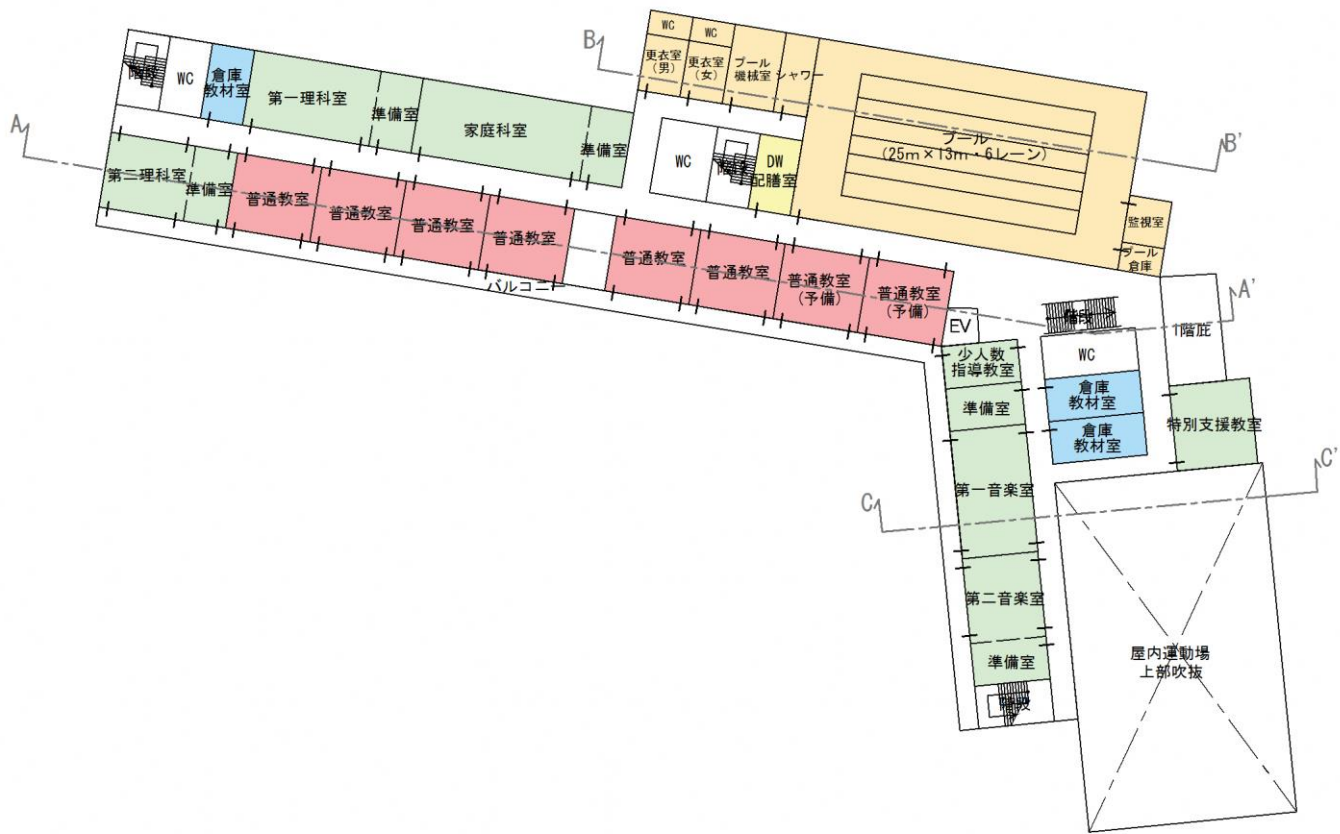 B
WC
WC
更衣室
(男)
更衣室
(女)
プール
機械室
シャワー
階段
WC
倉庫
教材室
第一理科室
準備室
家庭科室
準備室
A
WC
階段
DW
配膳室
プール
(25m×13m・6レーン)
B'
第二理科室
準備室
普通教室
普通教室
普通教室
普通教室
普通教室
普通教室
普通教室
(予備)
普通教室
(予備)
監視室
プール
倉庫
バルコニー
A'
EV
階段
1階庇
少人数
指導教室
WC
準備室
倉庫
教材室
倉庫
教材室
特別支援教室
C
第一音楽室
C'
第二音楽室
準備室
階段
屋内運動場
上部吹抜